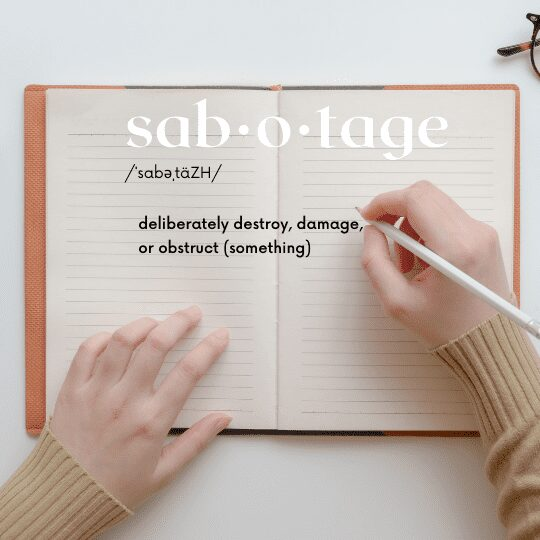 sab•o•tage
/ˈsabəˌtäZH/
deliberately destroy, damage,
or obstruct (something)